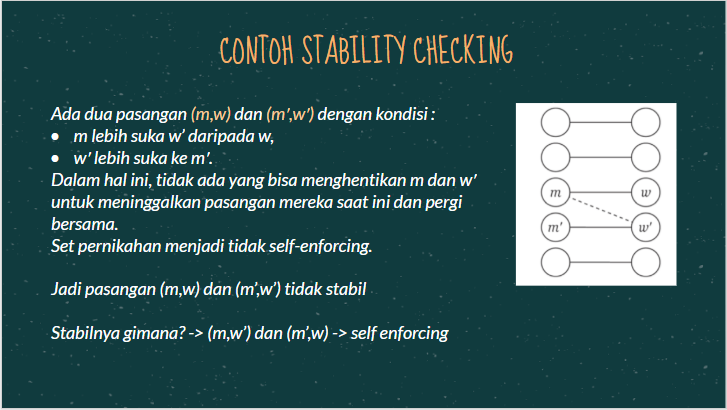 CONTOH STABILITY CHECKING
Ada dua pasangan (m,w) dan (m',w') dengan kondisi :
• m lebih suka w' daripada w,
• w' lebih suka ke m'.
Dalam hal ini, tidak ada yang bisa menghentikan m dan w'
untuk meninggalkan pasangan mereka saat ini dan pergi
bersama.
Set pernikahan menjadi tidak self-enforcing.
Jadi pasangan (m,w) dan (m',w') tidak stabil
Stabilnya gimana? -> (m,w') dan (m',w) -> self enforcing
m w
m' w'